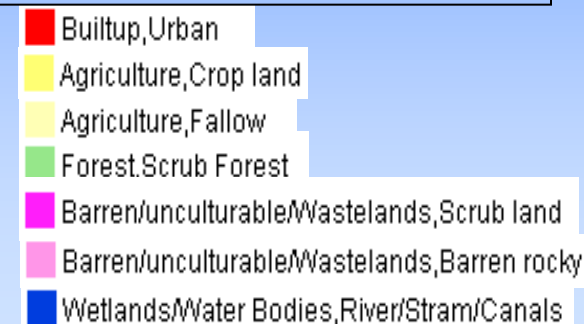 Builtup,Urban
Agriculture,Crop land
Agriculture,Fallow
Forest,Scrub Forest
Barren/unculturable/Wastelands,Scrub land
Barren/unculturable/Wastelands,Barren rocky
Wetlands/Water Bodies,River/Stram/Canals